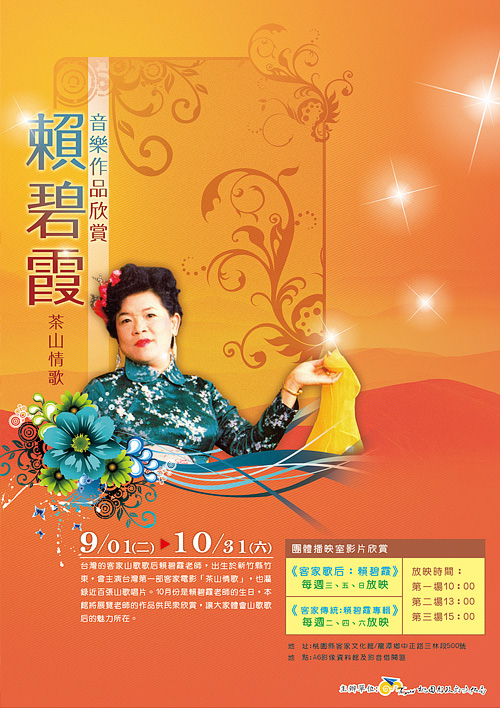 賴碧霞
音樂作品欣賞
茶山情歌
9/01(二)▶10/31(六)
台灣的客家山歌歌后賴碧霞老師，出生於新竹縣竹
東，曾主演台灣第一部客家電影「茶山情歌」，也灌
錄近百張山歌唱片。10月份是賴碧霞老師的生日，本
館將展覽老師的作品供民衆欣賞，讓大家體會山歌歌
后的魅力所在。
團體播映室影片欣賞
《客家歌后：賴碧霞》
每週三、五、日放映
《客家傳統:賴碧霞專輯》
每週二、四、六放映
放映時間：
第一場10：00
第二場13：00
第三場15：00
地 址:桃園縣客家文化館/龍潭鄉中正路三林段500號
地 點:A6影像資料館及影音借閱區
主辦單位: